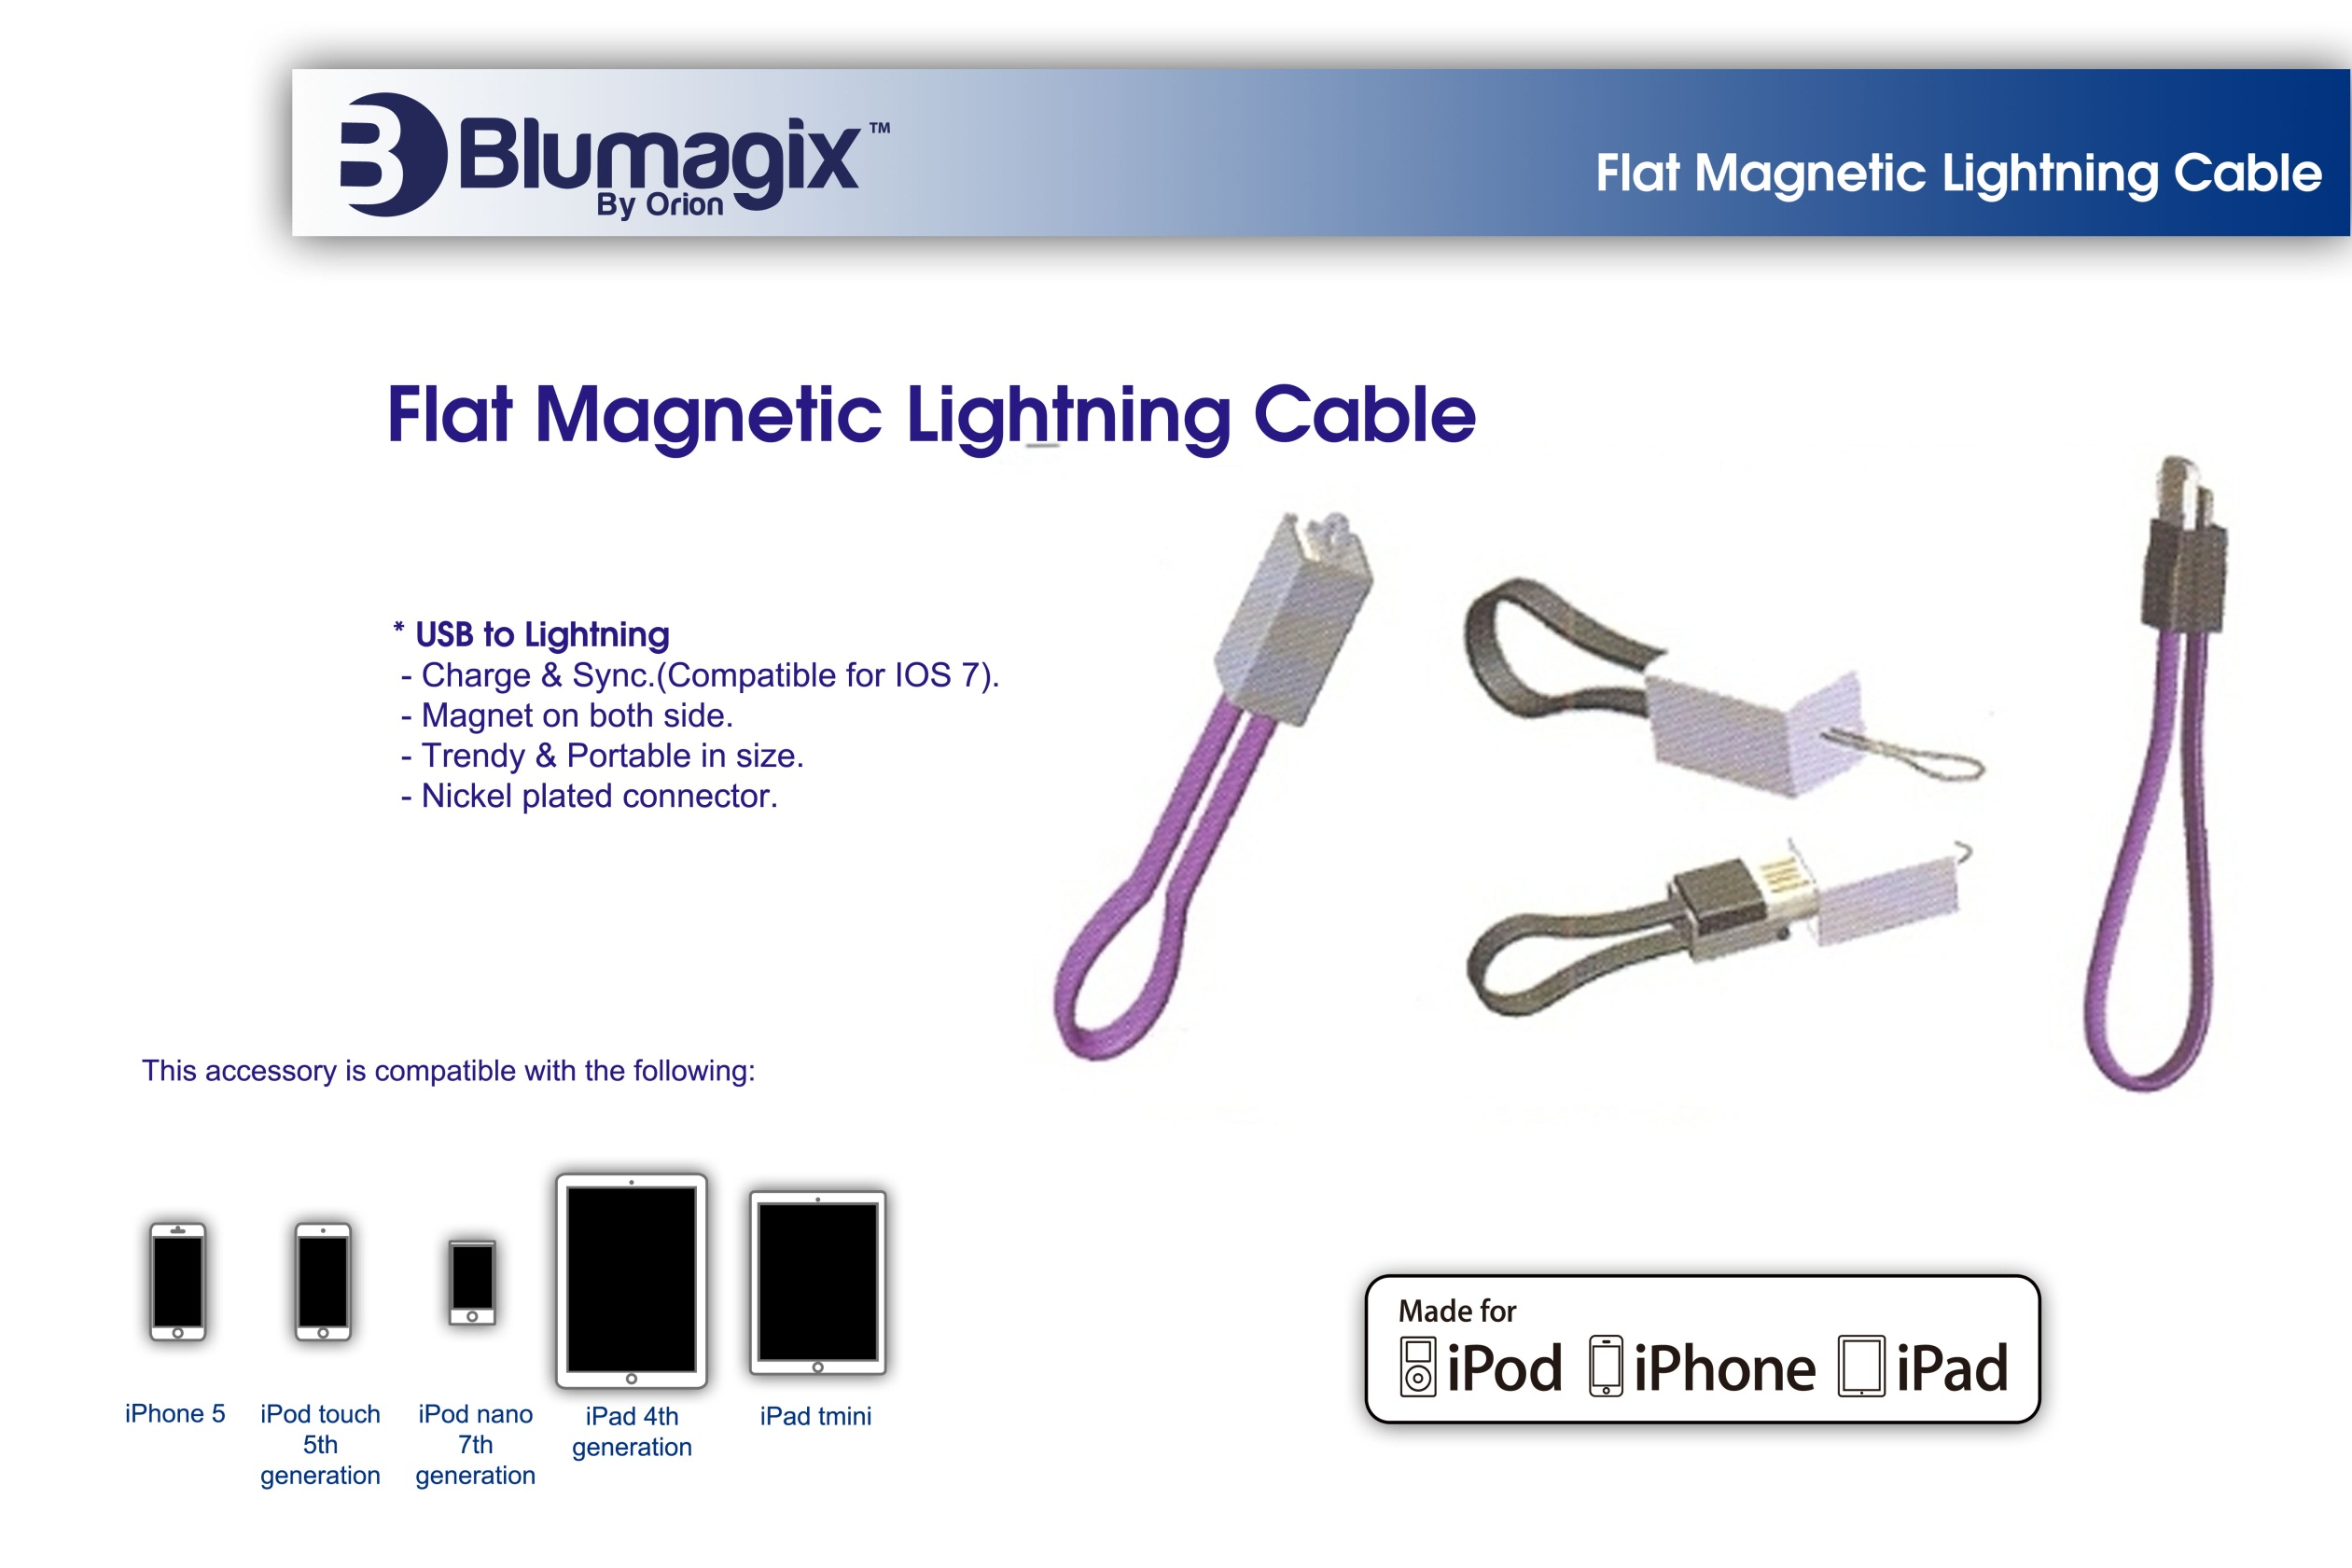 Blumagix™
By Orion
Flat Magnetic Lightning Cable
Flat Magnetic Lightning Cable
* USB to Lightning
- Charge & Sync.(Compatible for IOS 7).
- Magnet on both side.
- Trendy & Portable in size.
- Nickel plated connector.
This accessory is compatible with the following:
iPhone 5
iPod touch
5th
generation
iPod nano
7th
generation
iPad 4th
generation
iPad tmini
Made for
iPod iPhone iPad